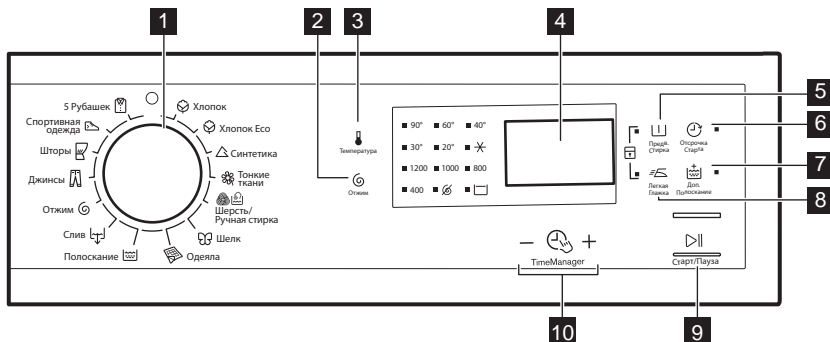 1
2
3
4
5
6
7
8
9
10
5 Рубашек
Спортивная
одежда
Шторы
Джинсы
Отжим
Слив
Полоскание
Хлопок
Хлопок Eco
Синтетика
Тонкие
ткани
Шерсть/
Ручная стирка
Шелк
Одеяла
Температура
Отжим
90° 60° 40°
30° 20°
1200 1000 800
400
Предв.
Стирка
Отсрочка
Старта
Легкая
Глажка
Доп.
Полоскание
TimeManager
Старт/Пауза